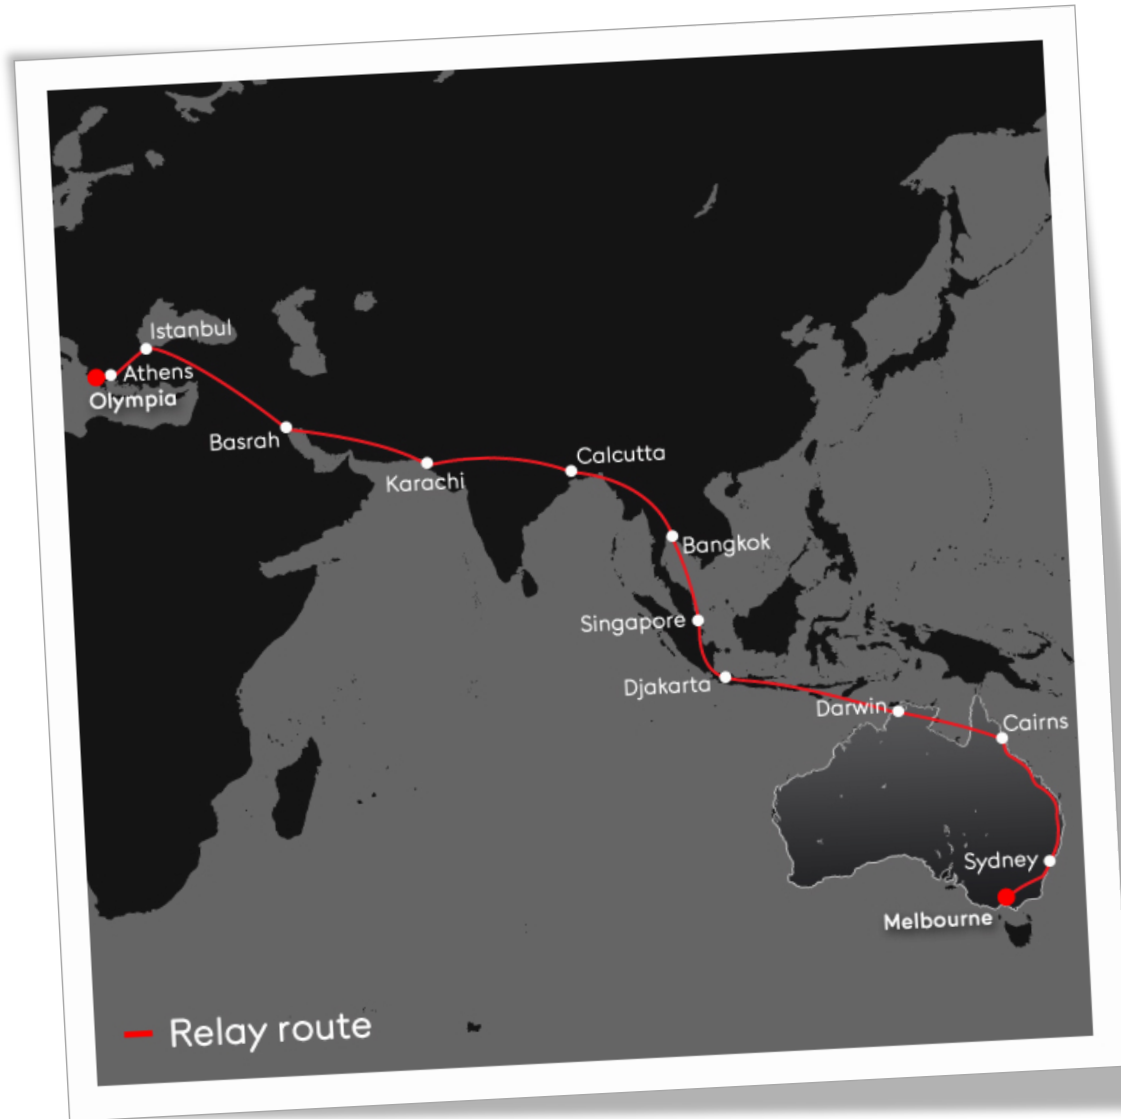 Istanbul
Athens
Olympia
Basrah
Karachi
Calcutta
Bangkok
Singapore
Djakarta
Darwin
Cairns
Sydney
Melbourne
Relay route